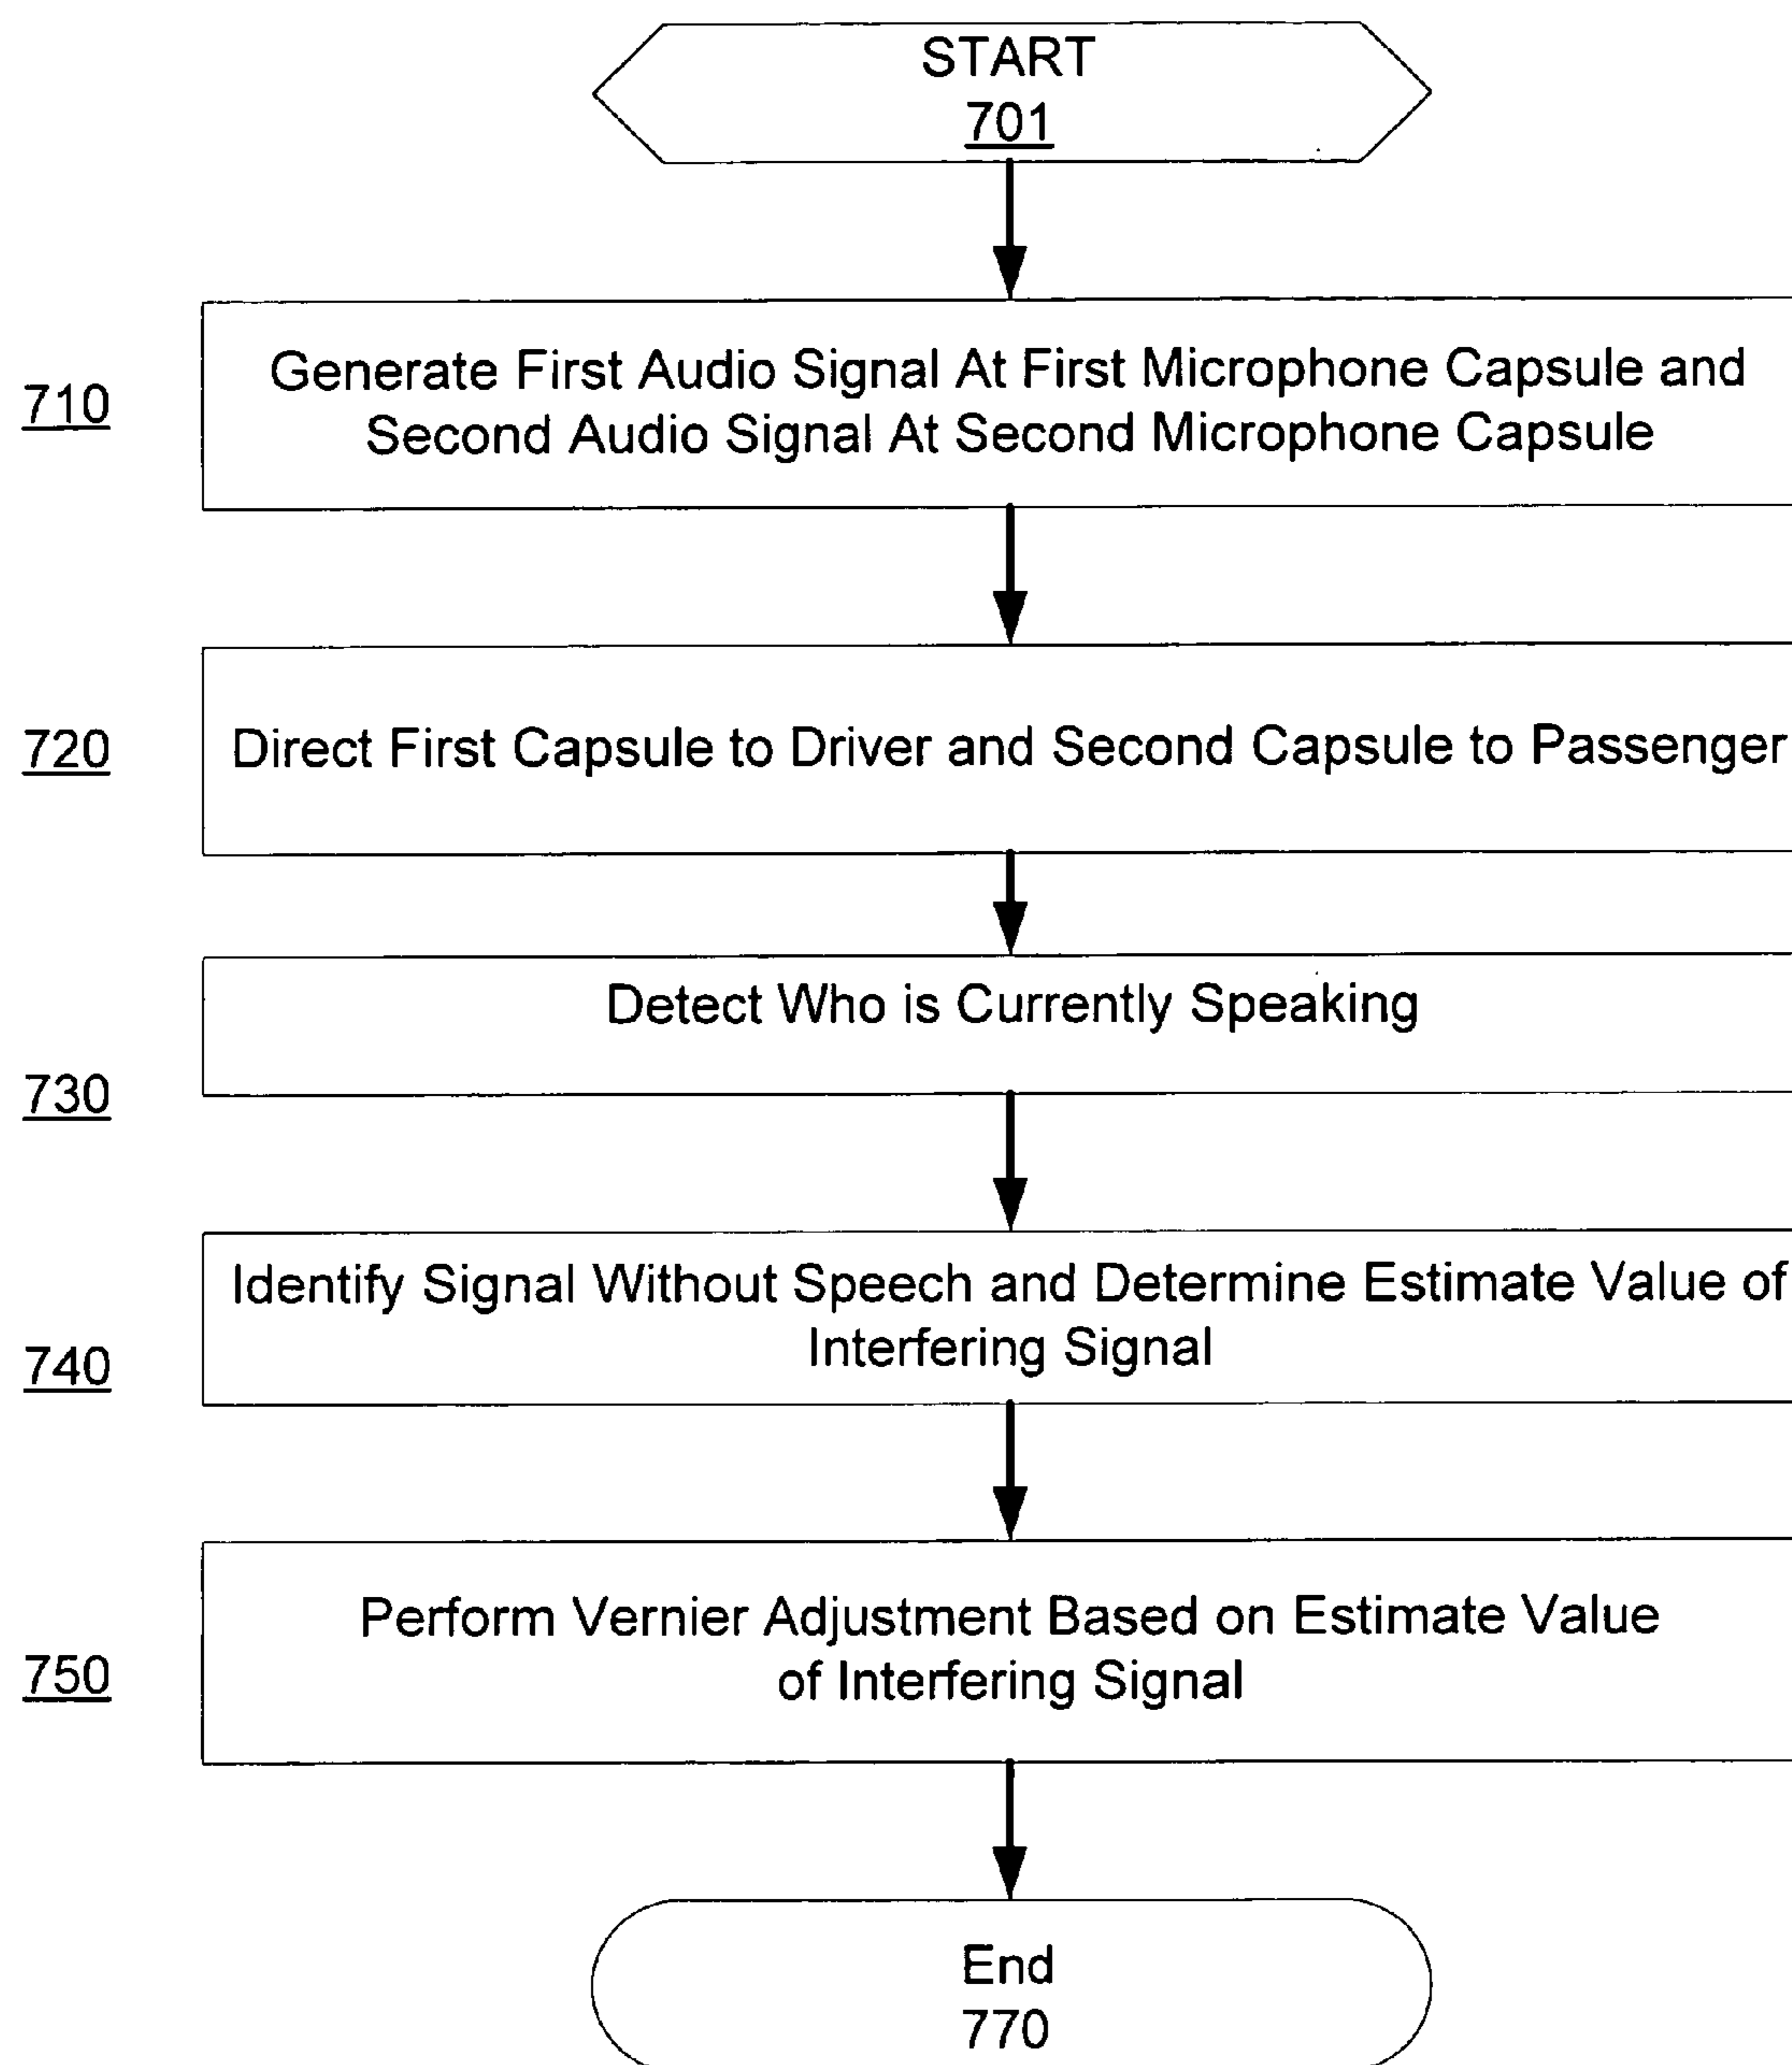 START
701
710
Generate First Audio Signal At First Microphone Capsule and
Second Audio Signal At Second Microphone Capsule
720
Direct First Capsule to Driver and Second Capsule to Passenger
730
Detect Who is Currently Speaking
740
Identify Signal Without Speech and Determine Estimate Value of
Interfering Signal
750
Perform Vernier Adjustment Based on Estimate Value
of Interfering Signal
End
770